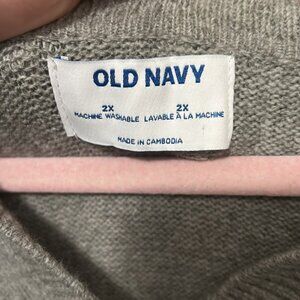 OLD NAVY
2X 2X
MACHINE WASHABLE LAVABLE À LA MACHINE
MADE IN CAMBODIA